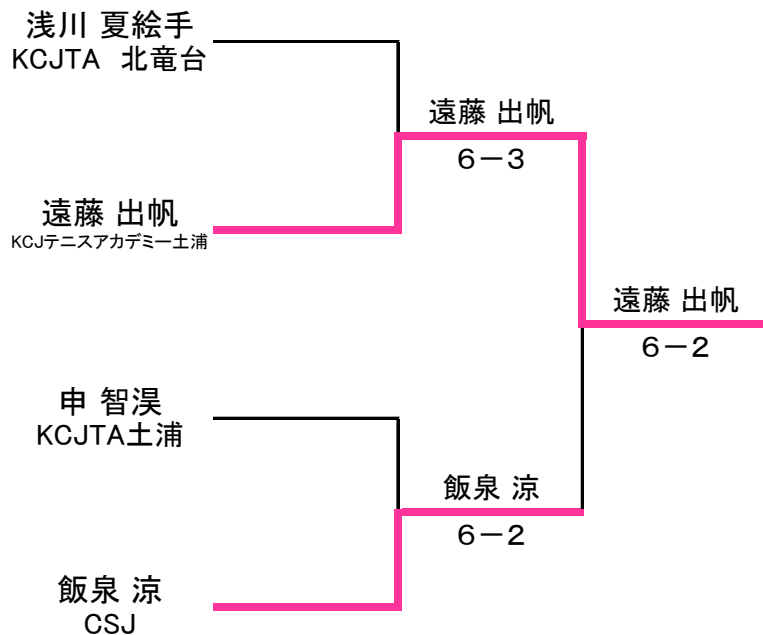 浅川 夏絵手
KCJTA 北竜台
遠藤 出帆
6－3
遠藤 出帆
KCJテニスアカデミー土浦
遠藤 出帆
6－2
申 智淏
KCJTA土浦
飯泉 涼
6－2
飯泉 涼
CSJ